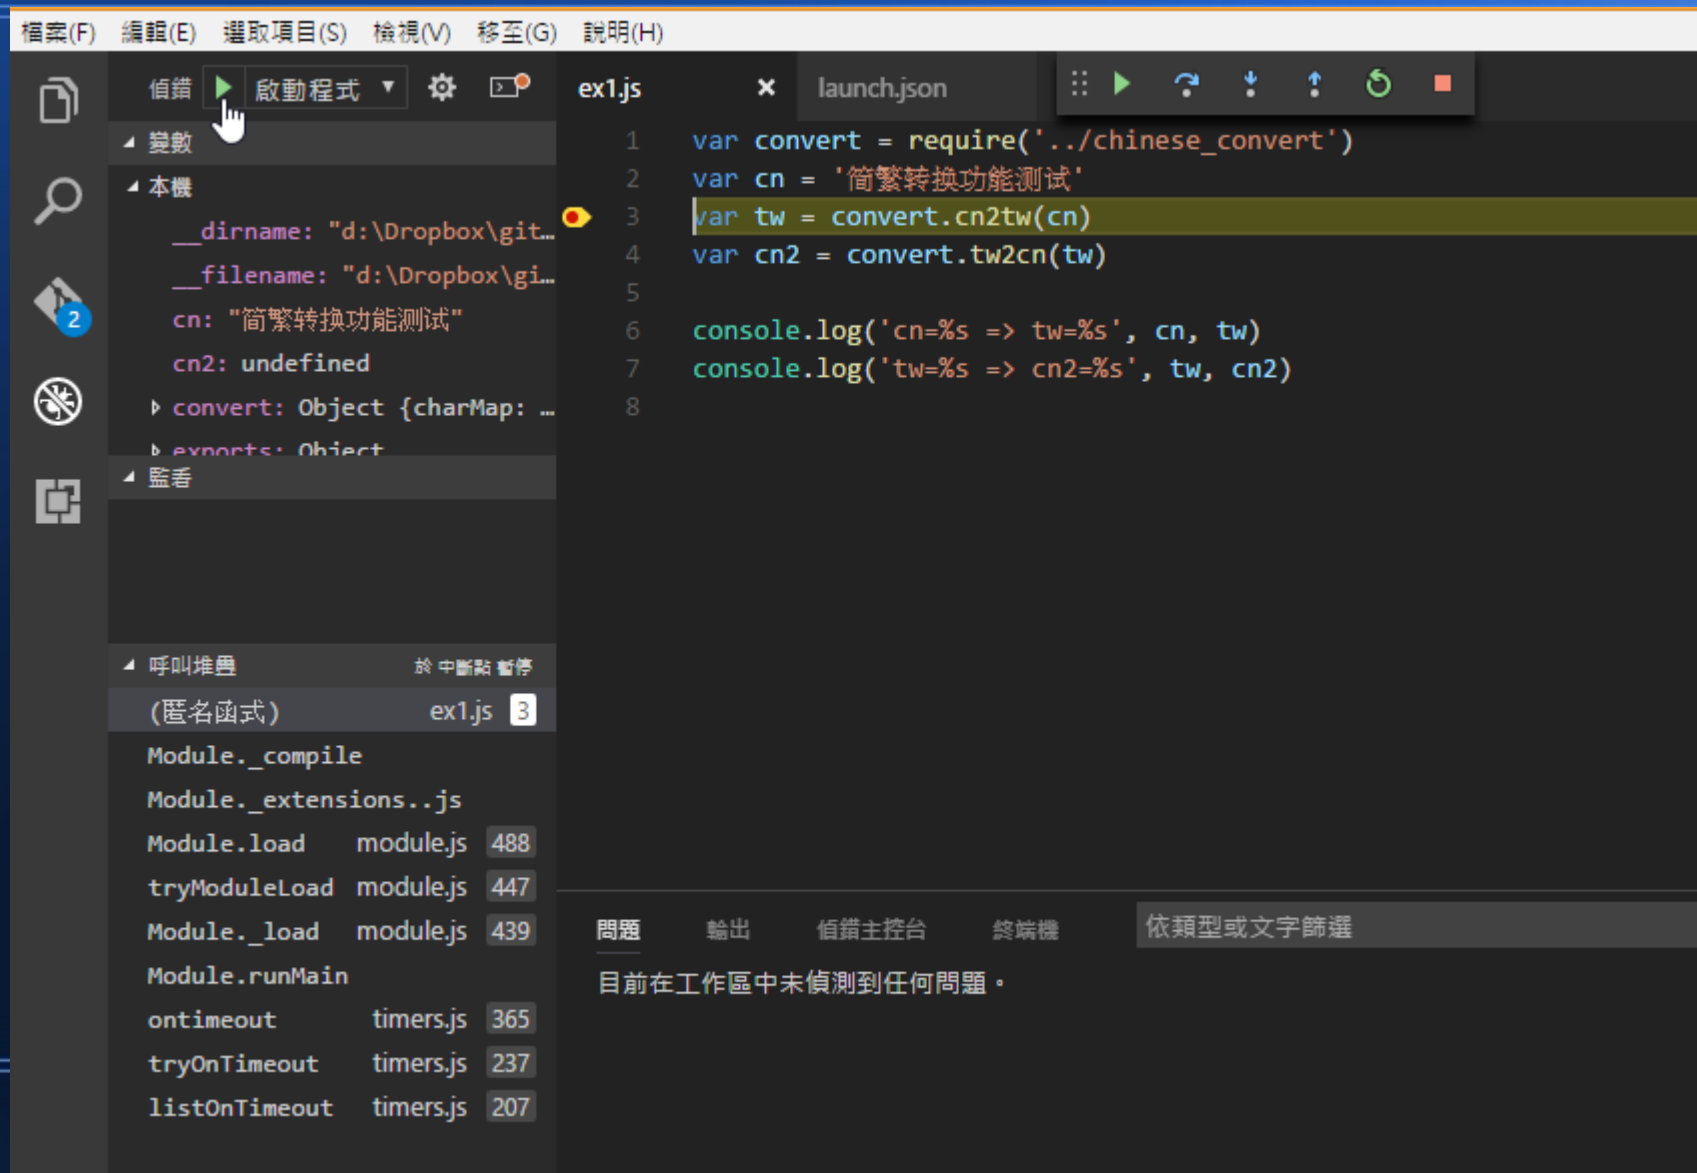 檔案(F) 編輯(E) 選取項目(S) 檢視(V) 移至(G) 說明(H)
偵錯 啟動程式
變數
本機
__dirname: "d:\Dropbox\git…
__filename: "d:\Dropbox\gi…
cn: "简繁转换功能测试"
cn2: undefined
convert: Object {charMap: …
exports: Object
監看
呼叫堆疊 於 中斷點 暫停
(匿名函式) ex1.js 3
Module._compile
Module._extensions..js
Module.load module.js 488
tryModuleLoad module.js 447
Module._load module.js 439
Module.runMain
ontimeout timers.js 365
tryOnTimeout timers.js 237
listOnTimeout timers.js 207
2
ex1.js launch.json
1 var convert = require('../chinese_convert')
2 var cn = '简繁转换功能测试'
3 var tw = convert.cn2tw(cn)
4 var cn2 = convert.tw2cn(tw)
5
6 console.log('cn=%s => tw=%s', cn, tw)
7 console.log('tw=%s => cn2=%s', tw, cn2)
8
問題 輸出 偵錯主控台 終端機 依類型或文字篩選
目前在工作區中未偵測到任何問題。